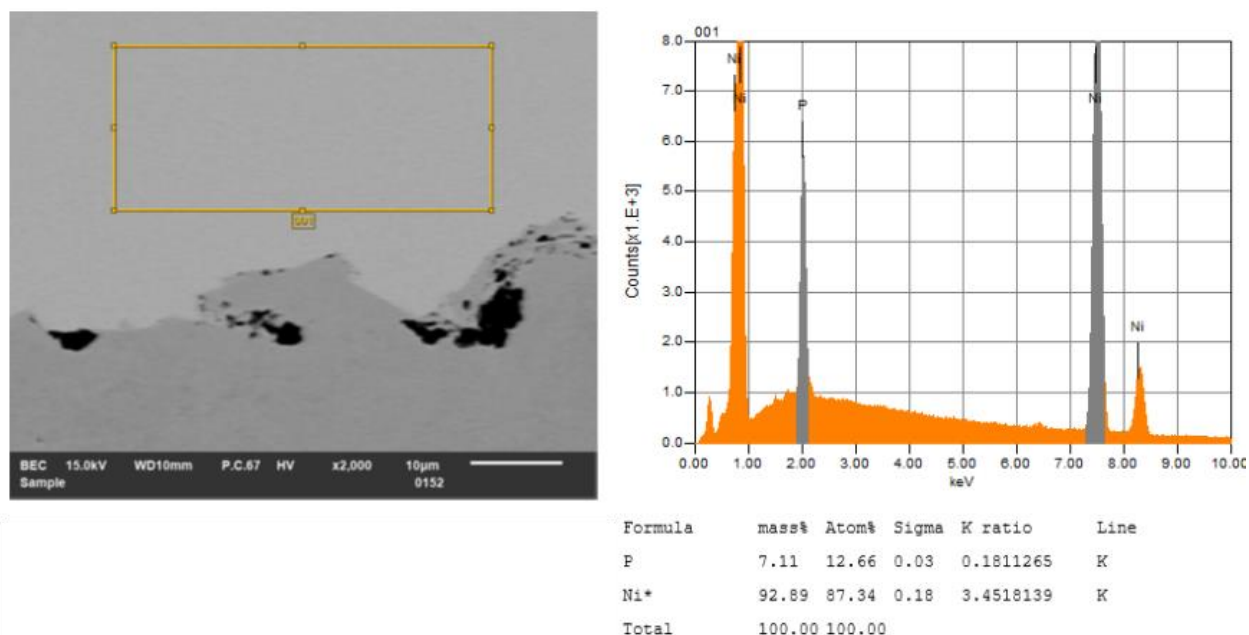 001
BEC 15.0kV WD10mm P.C.67 HV x2,000 10µm
Sample 0152
001
8.0
7.0
6.0
5.0
4.0
3.0
2.0
1.0
0.0
Counts[x1.E+3]
Ni
Ni
P
Ni
Ni
0.00 1.00 2.00 3.00 4.00 5.00 6.00 7.00 8.00 9.00 10.00
keV
Formula mass% Atom% Sigma K ratio Line
P 7.11 12.66 0.03 0.1811265 K
Ni* 92.89 87.34 0.18 3.4518139 K
Total 100.00 100.00